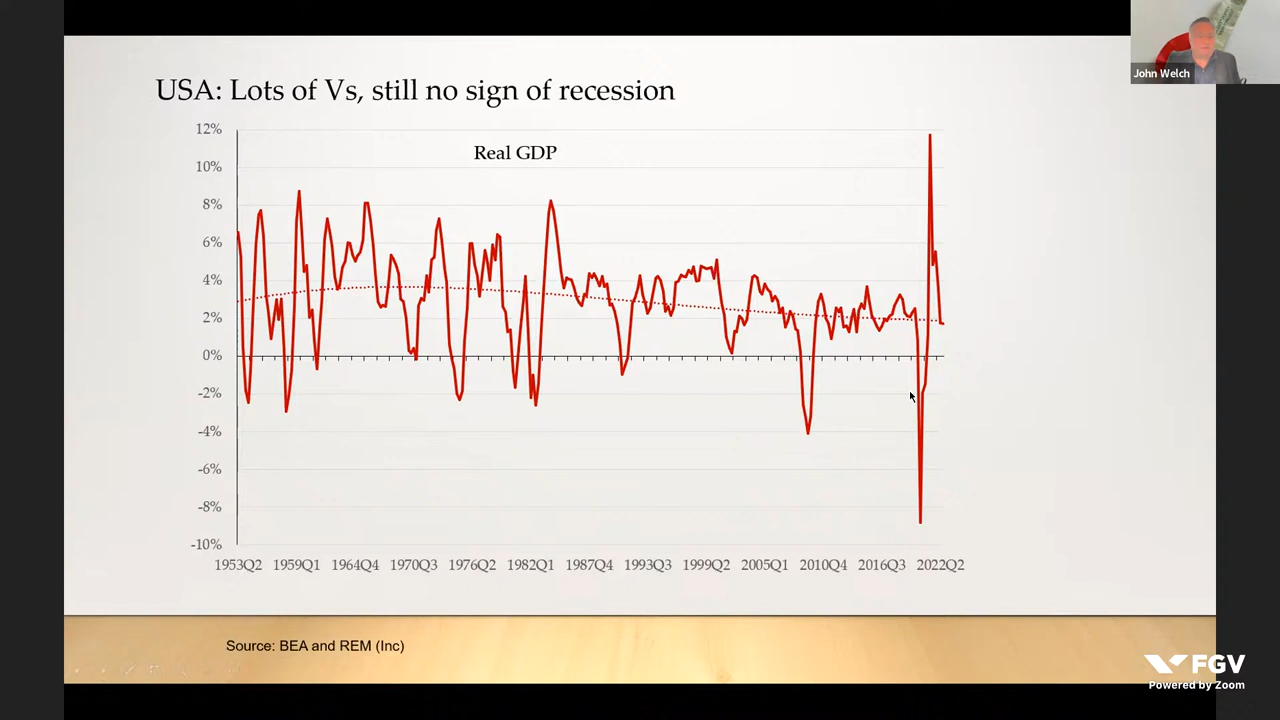 John Welch
USA: Lots of Vs, still no sign of recession
Real GDP
12%
10%
8%
6%
4%
2%
0%
-2%
-4%
-6%
-8%
-10%
1953Q2 1959Q1 1964Q4 1970Q3 1976Q2 1982Q1 1987Q4 1993Q3 1999Q2 2005Q1 2010Q4 2016Q3 2022Q2
Source: BEA and REM (Inc)
FGV
Powered by Zoom